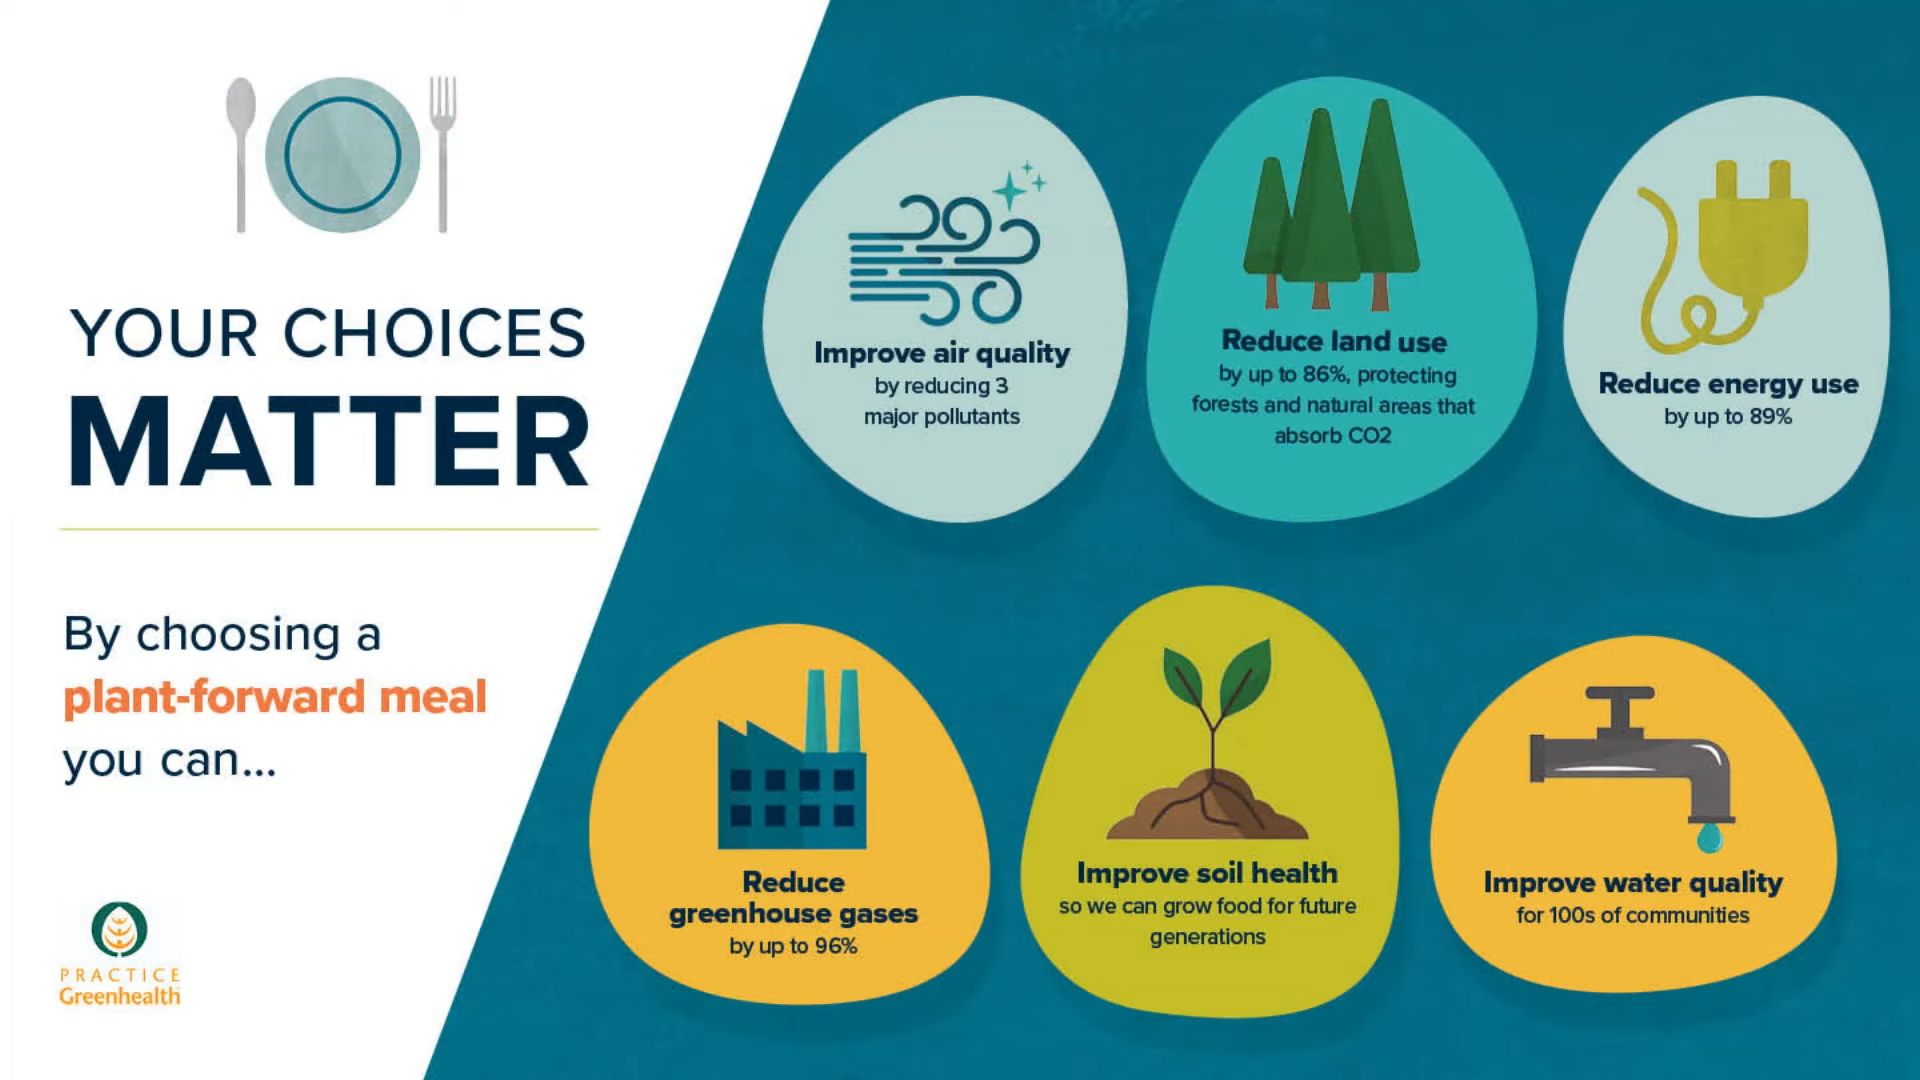 YOUR CHOICES
MATTER
By choosing a
plant-forward meal
you can...
PRACTICE
Greenhealth
Improve air quality
by reducing 3
major pollutants
Reduce land use
by up to 86%, protecting
forests and natural areas that
absorb CO2
Reduce energy use
by up to 89%
Reduce
greenhouse gases
by up to 96%
Improve soil health
so we can grow food for future
generations
Improve water quality
for 100s of communities